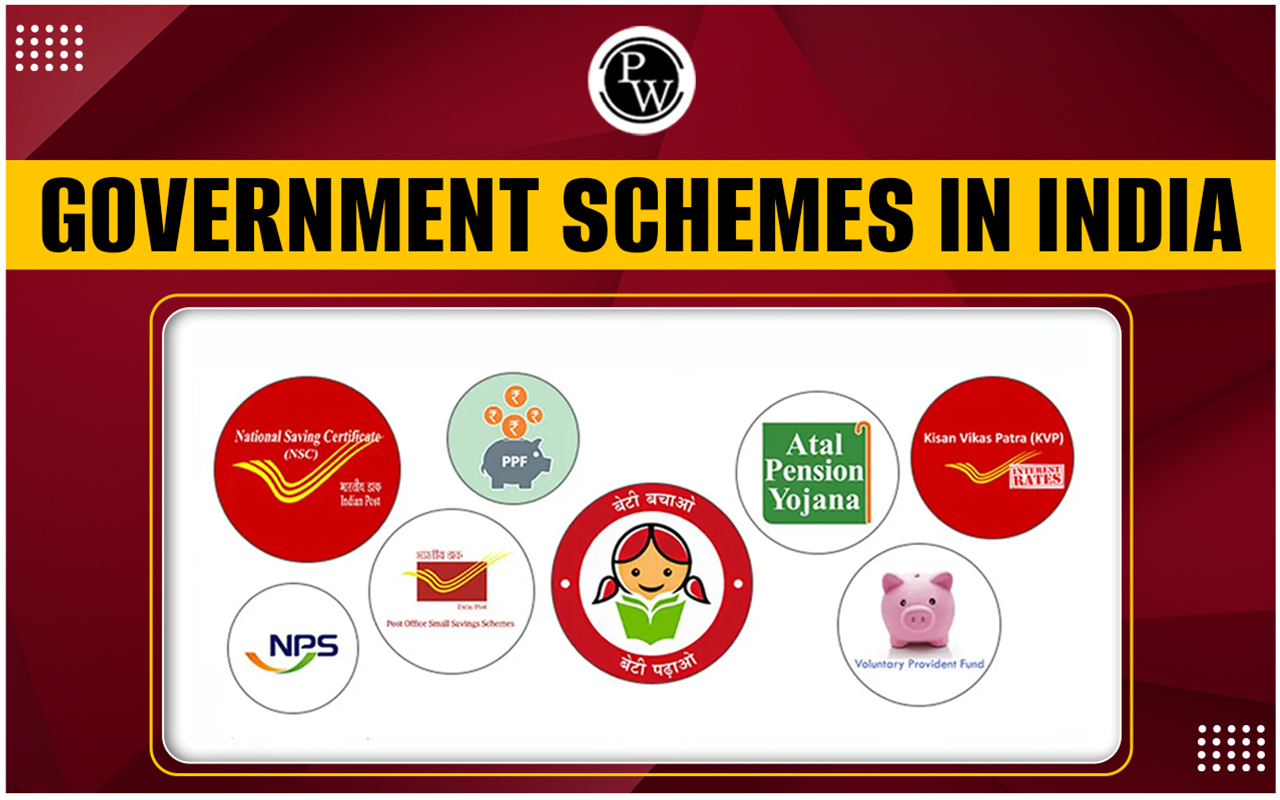 P
W
GOVERNMENT SCHEMES IN INDIA
National Saving Certificate
(NSC)
भारतीय डाक
Indian Post
PPF
Atal
Pension
Yojana
Kisan Vikas Patra (KVP)
INTEREST
RATES
भारतीय डाक
India Post
Post Office Small Savings Schemes
बेटी बचाओ
बेटी पढ़ाओ
NPS
Voluntary Provident Fund